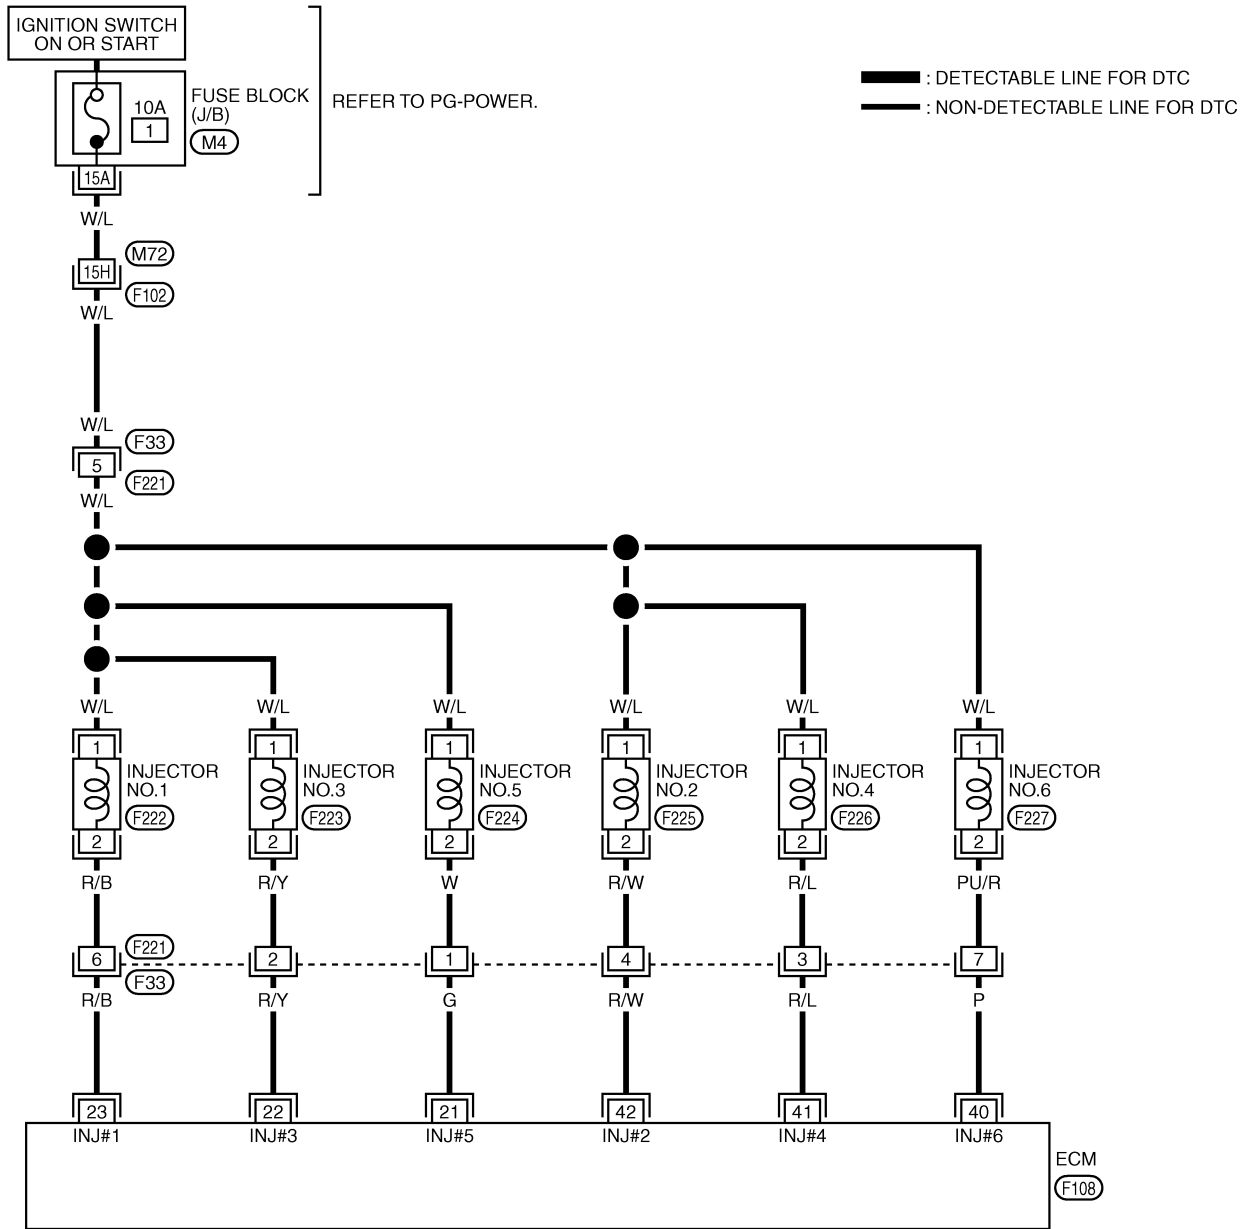 IGNITION SWITCH
ON OR START
10A
1
FUSE BLOCK
(J/B)
M4
REFER TO PG-POWER.
: DETECTABLE LINE FOR DTC
: NON-DETECTABLE LINE FOR DTC
15A
W/L
M72
15H
F102
W/L
W/L
F33
5
F221
W/L
W/L W/L W/L W/L W/L W/L
1 1 1 1 1 1
INJECTOR
NO.1
F222
INJECTOR
NO.3
F223
INJECTOR
NO.5
F224
INJECTOR
NO.2
F225
INJECTOR
NO.4
F226
INJECTOR
NO.6
F227
2 2 2 2 2 2
R/B R/Y W R/W R/L PU/R
F221
6 2 1 4 3 7
F33
R/B R/Y G R/W R/L P
23 22 21 42 41 40
INJ#1 INJ#3 INJ#5 INJ#2 INJ#4 INJ#6
ECM
F108